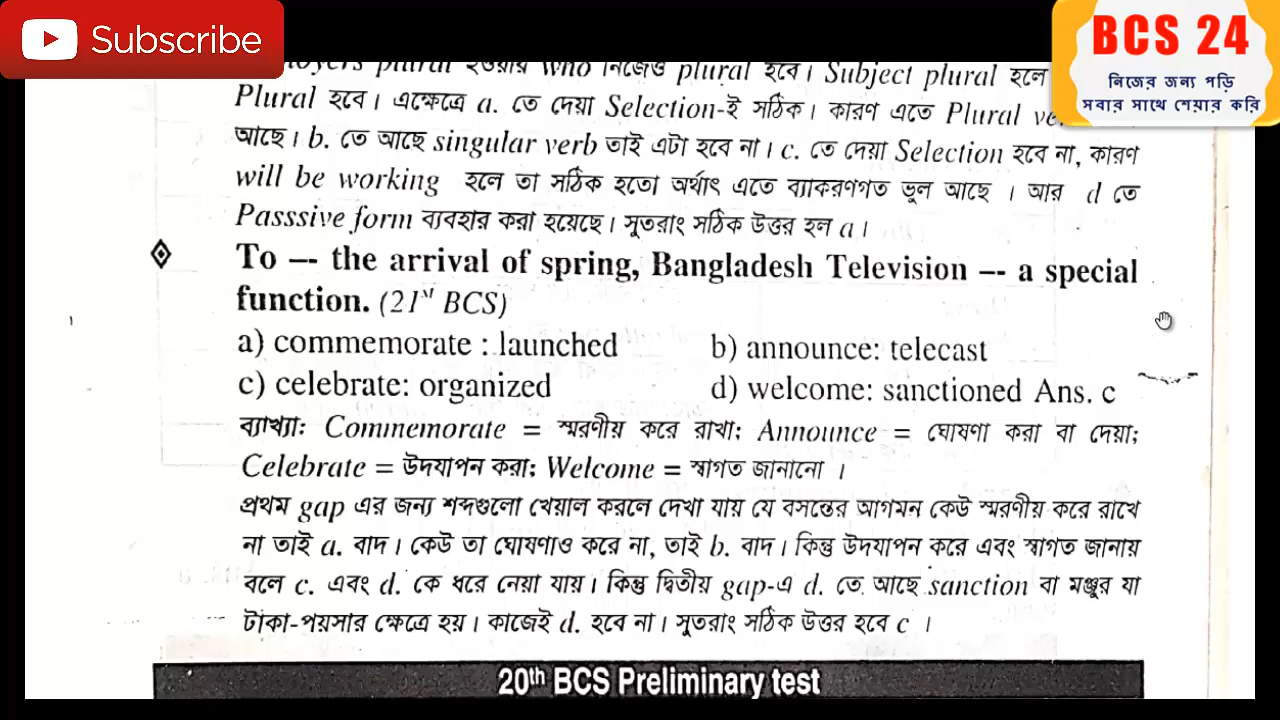 Subscribe
BCS 24
নিজের জন্য পড়ি
সবার সাথে শেয়ার করি
plural হওয়ায় who নিজেও plural হবে। Subject plural হলে
Plural হবে। এক্ষেত্রে a. তে দেয়া Selection-ই সঠিক। কারণ এতে Plural
আছে। b. তে আছে singular verb তাই এটা হবে না। c. তে দেয়া Selection হবে না, কারণ
will be working হলে তা সঠিক হতো অর্থাৎ এতে ব্যাকরণগত ভুল আছে । আর d তে
Passsive form ব্যবহার করা হয়েছে। সুতরাং সঠিক উত্তর হল a।
To –- the arrival of spring, Bangladesh Television –- a special
function. (21st BCS)
a) commemorate : launched b) announce: telecast
c) celebrate: organized d) welcome: sanctioned Ans. c
ব্যাখ্যাঃ Commemorate = স্মরণীয় করে রাখা; Announce = ঘোষণা করা বা দেয়া;
Celebrate = উদযাপন করা; Welcome = স্বাগত জানানো ।
প্রথম gap এর জন্য শব্দগুলো খেয়াল করলে দেখা যায় যে বসন্তের আগমন কেউ স্মরণীয় করে রাখে
না তাই a. বাদ। কেউ তা ঘোষণাও করে না, তাই b. বাদ। কিন্তু উদযাপন করে এবং স্বাগত জানায়
বলে c. এবং d. কে ধরে নেয়া যায়। কিন্তু দ্বিতীয় gap-এ d. তে আছে sanction বা মঞ্জুর যা
টাকা-পয়সার ক্ষেত্রে হয়। কাজেই d. হবে না। সুতরাং সঠিক উত্তর হবে c ।
20th BCS Preliminary test